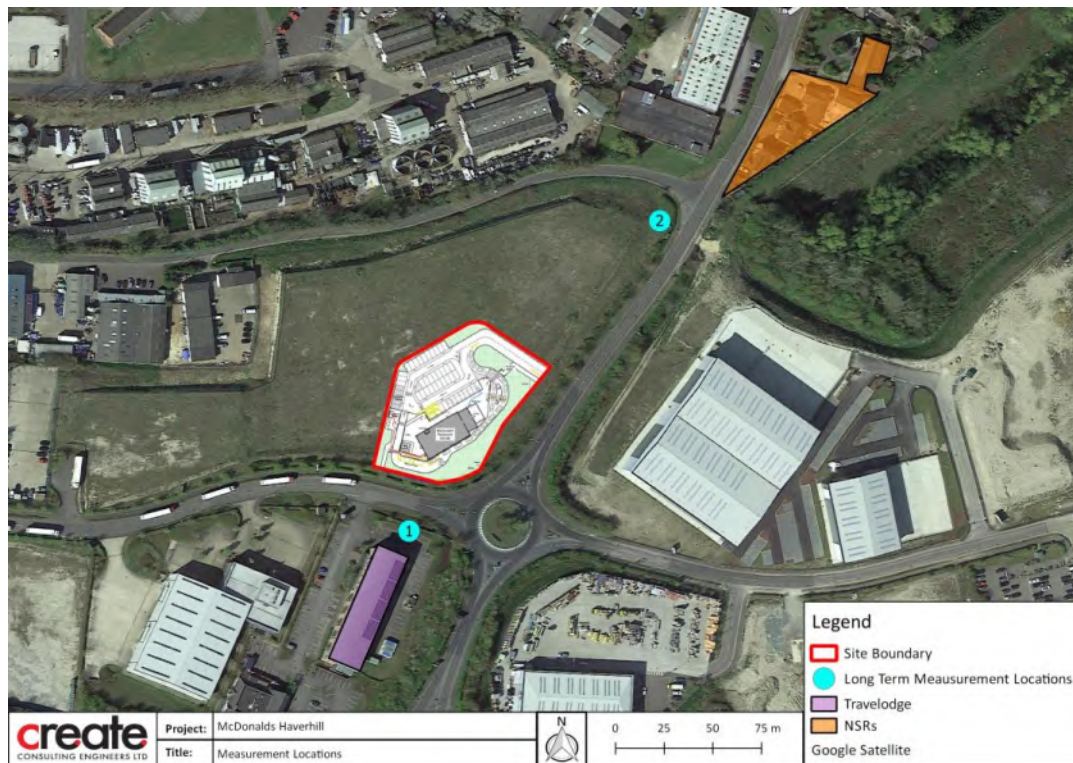 2
1
Legend
Site Boundary
Long Term Meausurement Locations
Travelodge
NSRs
Google Satellite
create
CONSULTING ENGINEERS LTD
Project: McDonalds Haverhill
Title: Measurement Locations
N
0 25 50 75 m